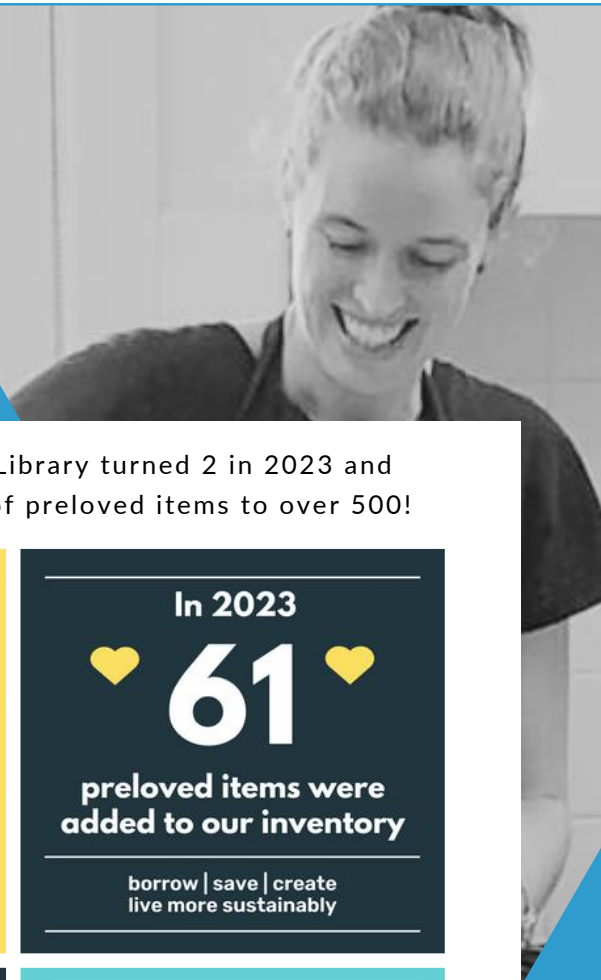 Library turned 2 in 2023 and
of preloved items to over 500!
In 2023
61
preloved items were
added to our inventory
borrow | save | create
live more sustainably